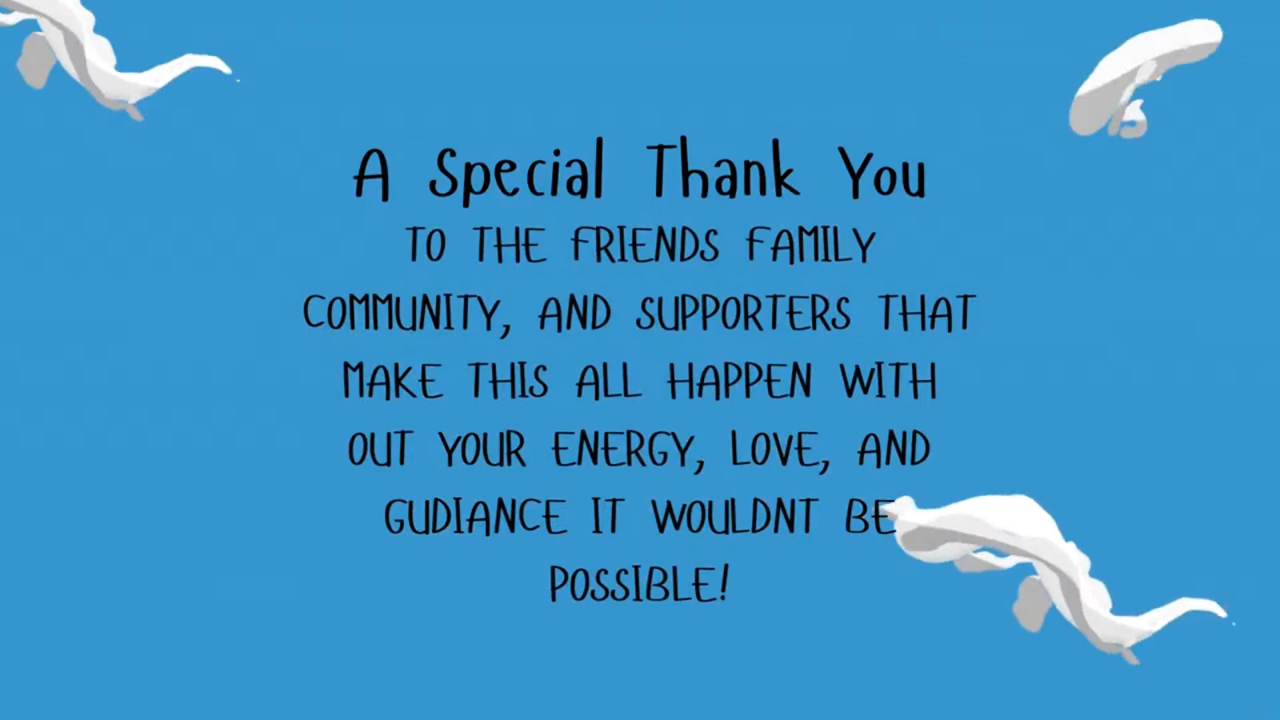 A Special Thank You
TO THE FRIENDS FAMILY
COMMUNITY, AND SUPPORTERS THAT
MAKE THIS ALL HAPPEN WITH
OUT YOUR ENERGY, LOVE, AND
GUDIANCE IT WOULDNT BE
POSSIBLE!